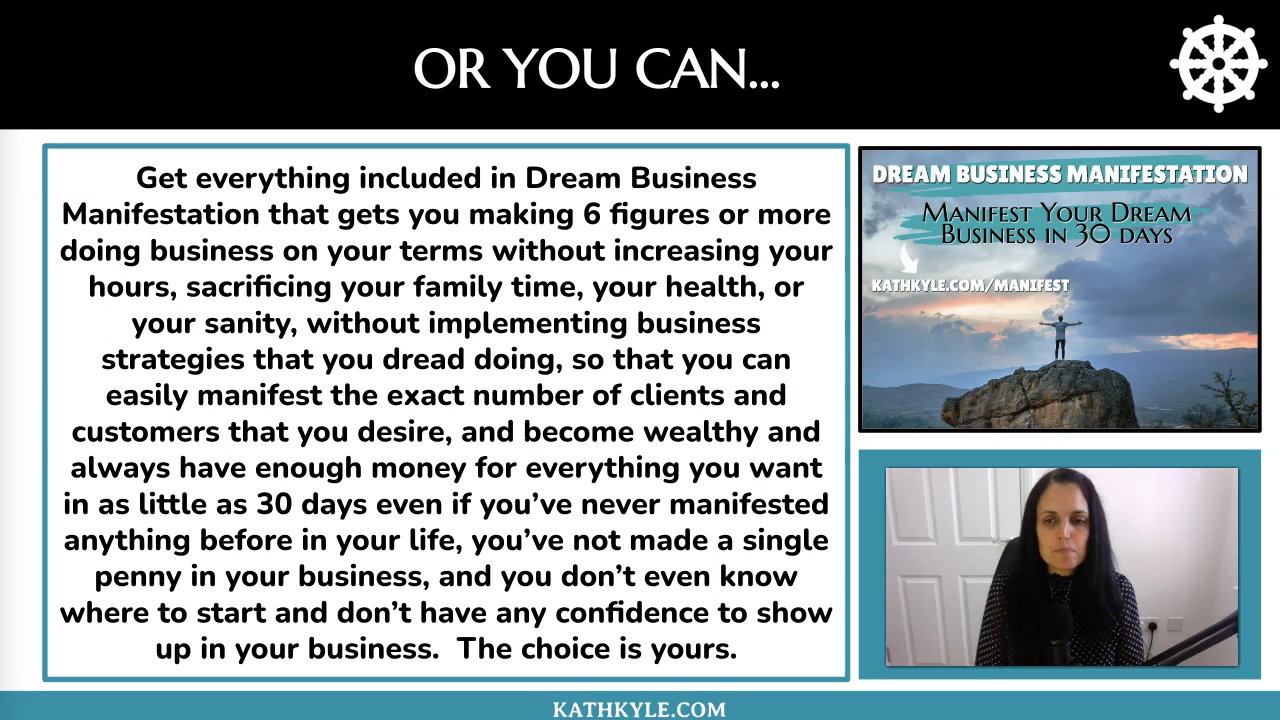 OR YOU CAN...
Get everything included in Dream Business
Manifestation that gets you making 6 figures or more
doing business on your terms without increasing your
hours, sacrificing your family time, your health, or
your sanity, without implementing business
strategies that you dread doing, so that you can
easily manifest the exact number of clients and
customers that you desire, and become wealthy and
always have enough money for everything you want
in as little as 30 days even if you’ve never manifested
anything before in your life, you’ve not made a single
penny in your business, and you don’t even know
where to start and don’t have any confidence to show
up in your business.  The choice is yours.
DREAM BUSINESS MANIFESTATION
Manifest Your Dream
Business in 30 days
KATHKYLE.COM/MANIFEST
KATHKYLE.COM